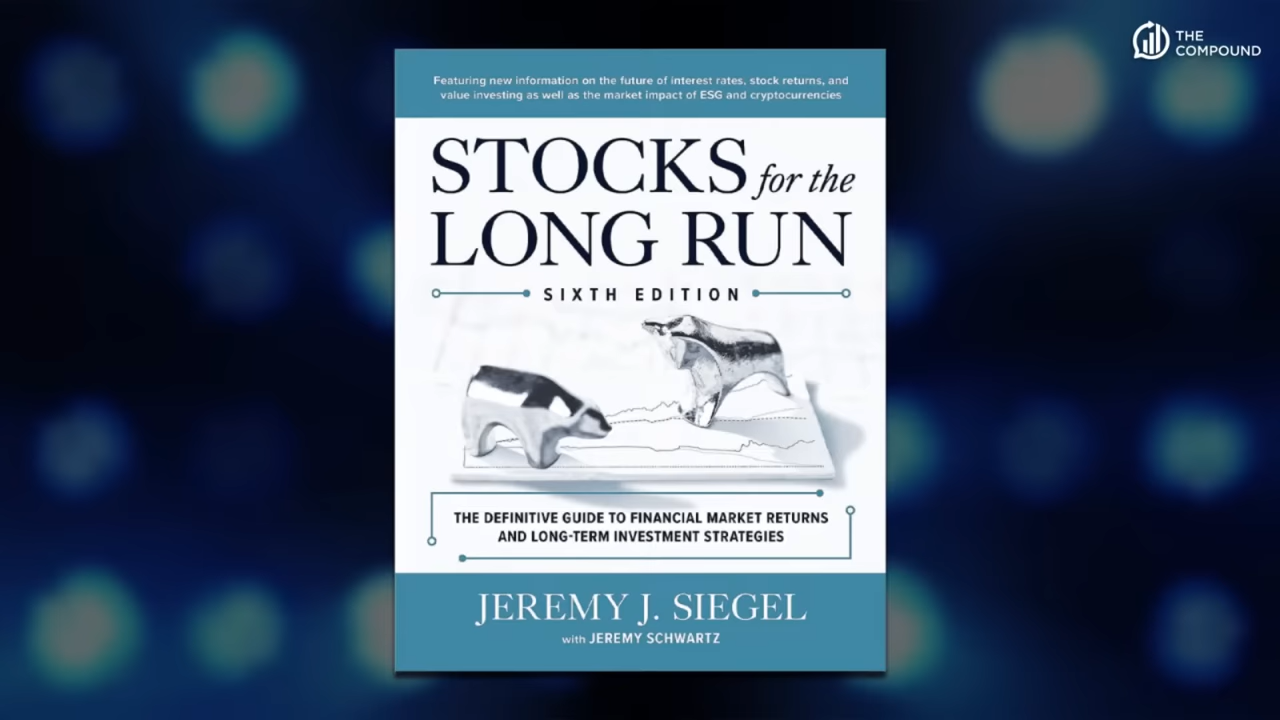 THE
COMPOUND
Featuring new information on the future of interest rates, stock returns, and
value investing as well as the market impact of ESG and cryptocurrencies
STOCKS for the
LONG RUN
SIXTH EDITION
THE DEFINITIVE GUIDE TO FINANCIAL MARKET RETURNS
AND LONG-TERM INVESTMENT STRATEGIES
JEREMY J. SIEGEL
with JEREMY SCHWARTZ